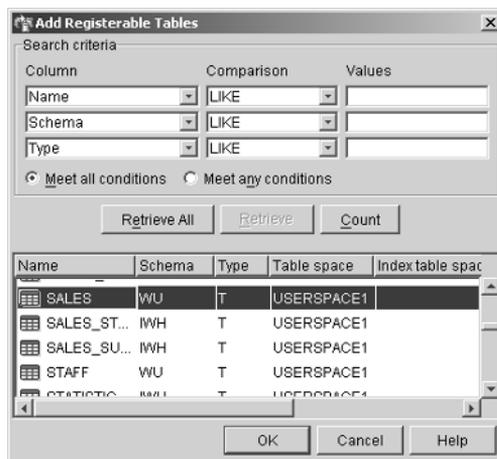 Add Registerable Tables
Search criteria
Column Comparison Values
Name LIKE
Schema LIKE
Type LIKE
Meet all conditions Meet any conditions
Retrieve All Retrieve Count
Name Schema Type Table space Index table spac
SALES WU T USERSPACE1
SALES_ST... IWH T USERSPACE1
SALES_SU... IWH T USERSPACE1
STAFF WU T USERSPACE1
OK Cancel Help